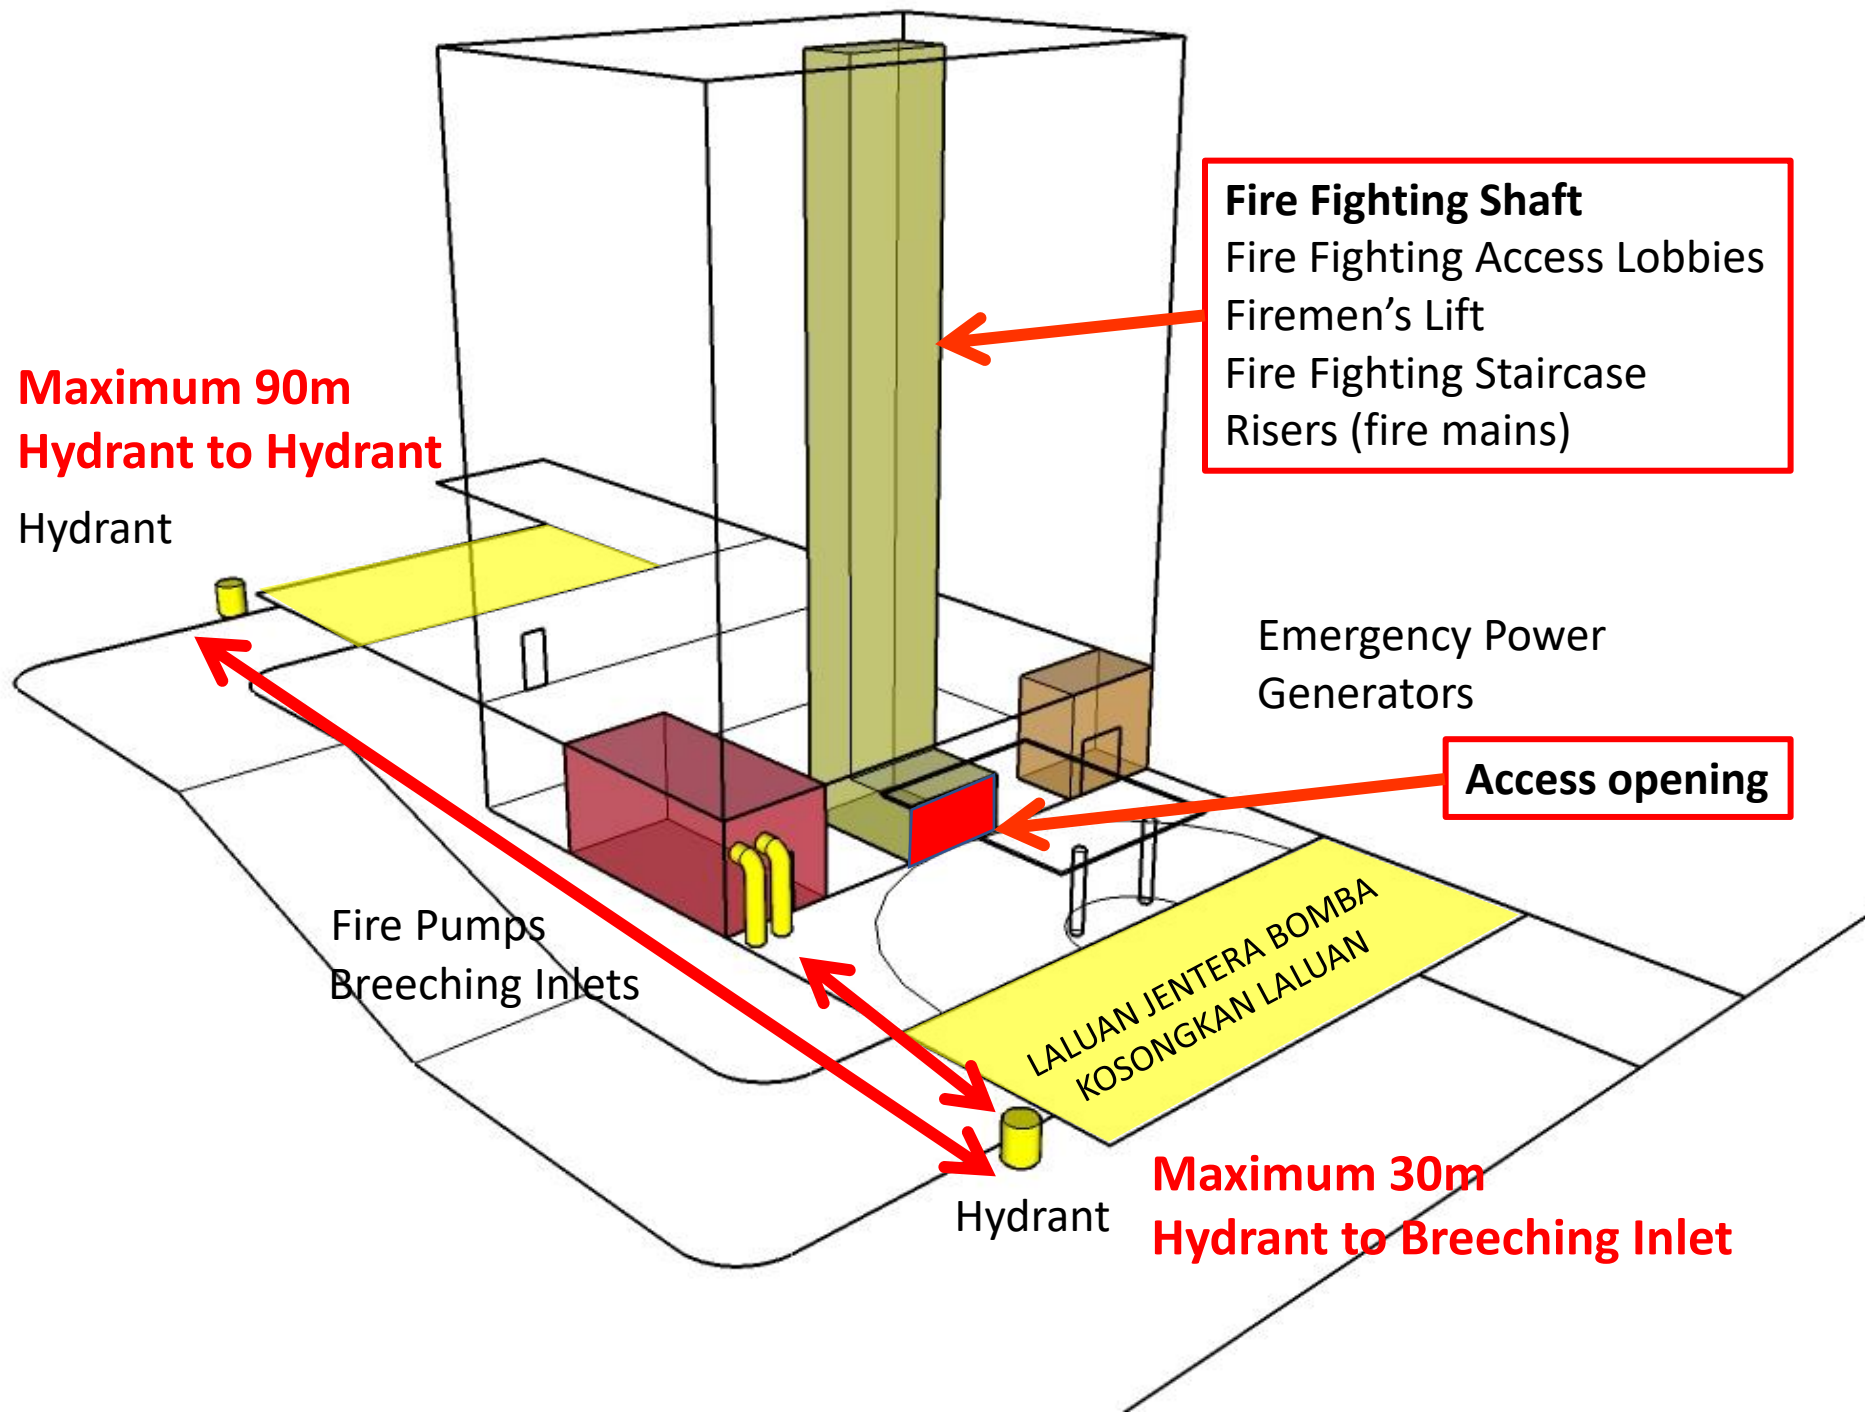 Fire Fighting Shaft
Fire Fighting Access Lobbies
Firemen’s Lift
Fire Fighting Staircase
Risers (fire mains)
Maximum 90m
Hydrant to Hydrant
Hydrant
Emergency Power
Generators
Access opening
Fire Pumps
Breeching Inlets
LALUAN JENTERA BOMBA
KOSONGKAN LALUAN
Hydrant
Maximum 30m
Hydrant to Breeching Inlet